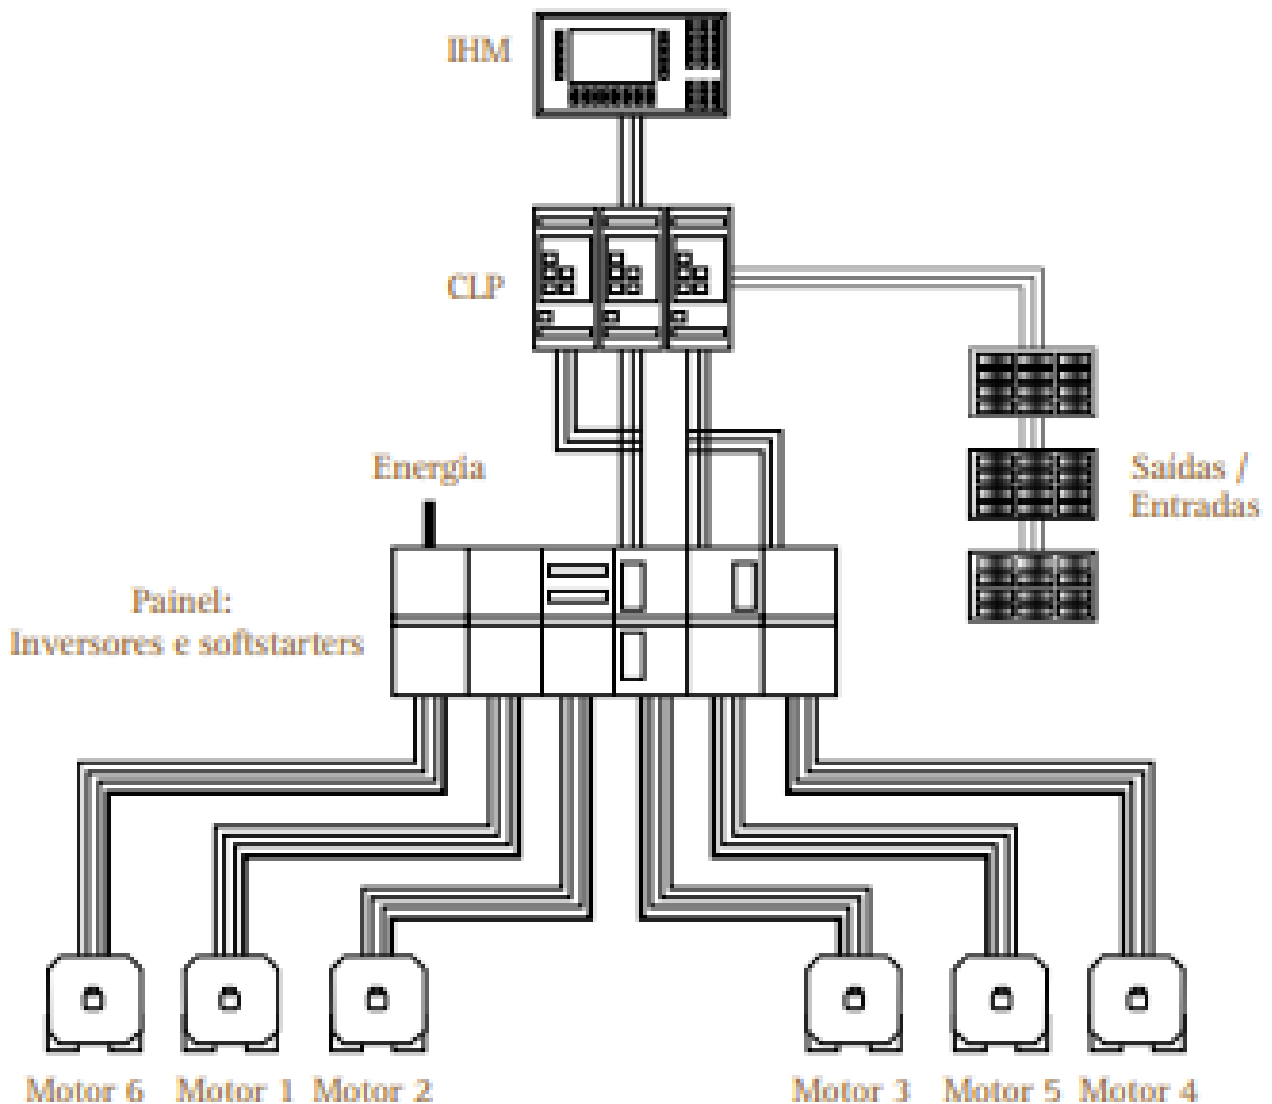 IHM
CLP
Energia
Saídas /
Entradas
Painel:
Inversores e softstarters
Motor 6
Motor 1
Motor 2
Motor 3
Motor 5
Motor 4